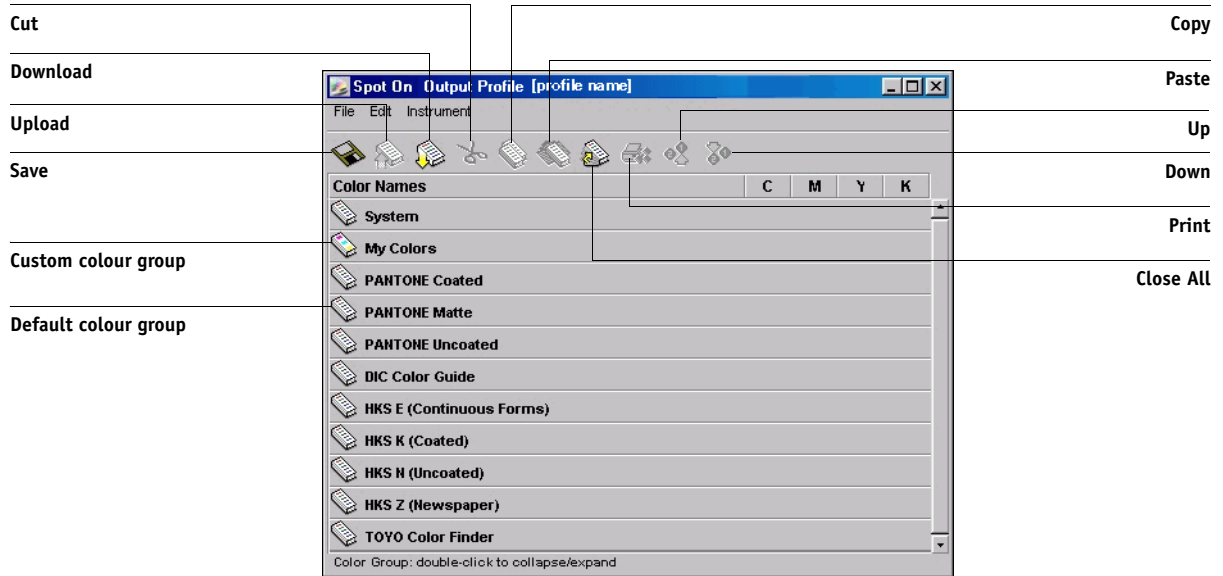 Cut
Download
Upload
Save
Custom colour group
Default colour group
Spot On Output Profile [profile name]
File Edit Instrument
Color Names C M Y K
System
My Colors
PANTONE Coated
PANTONE Matte
PANTONE Uncoated
DIC Color Guide
HKS E (Continuous Forms)
HKS K (Coated)
HKS N (Uncoated)
HKS Z (Newspaper)
TOYO Color Finder
Color Group: double-click to collapse/expand
Copy
Paste
Up
Down
Print
Close All